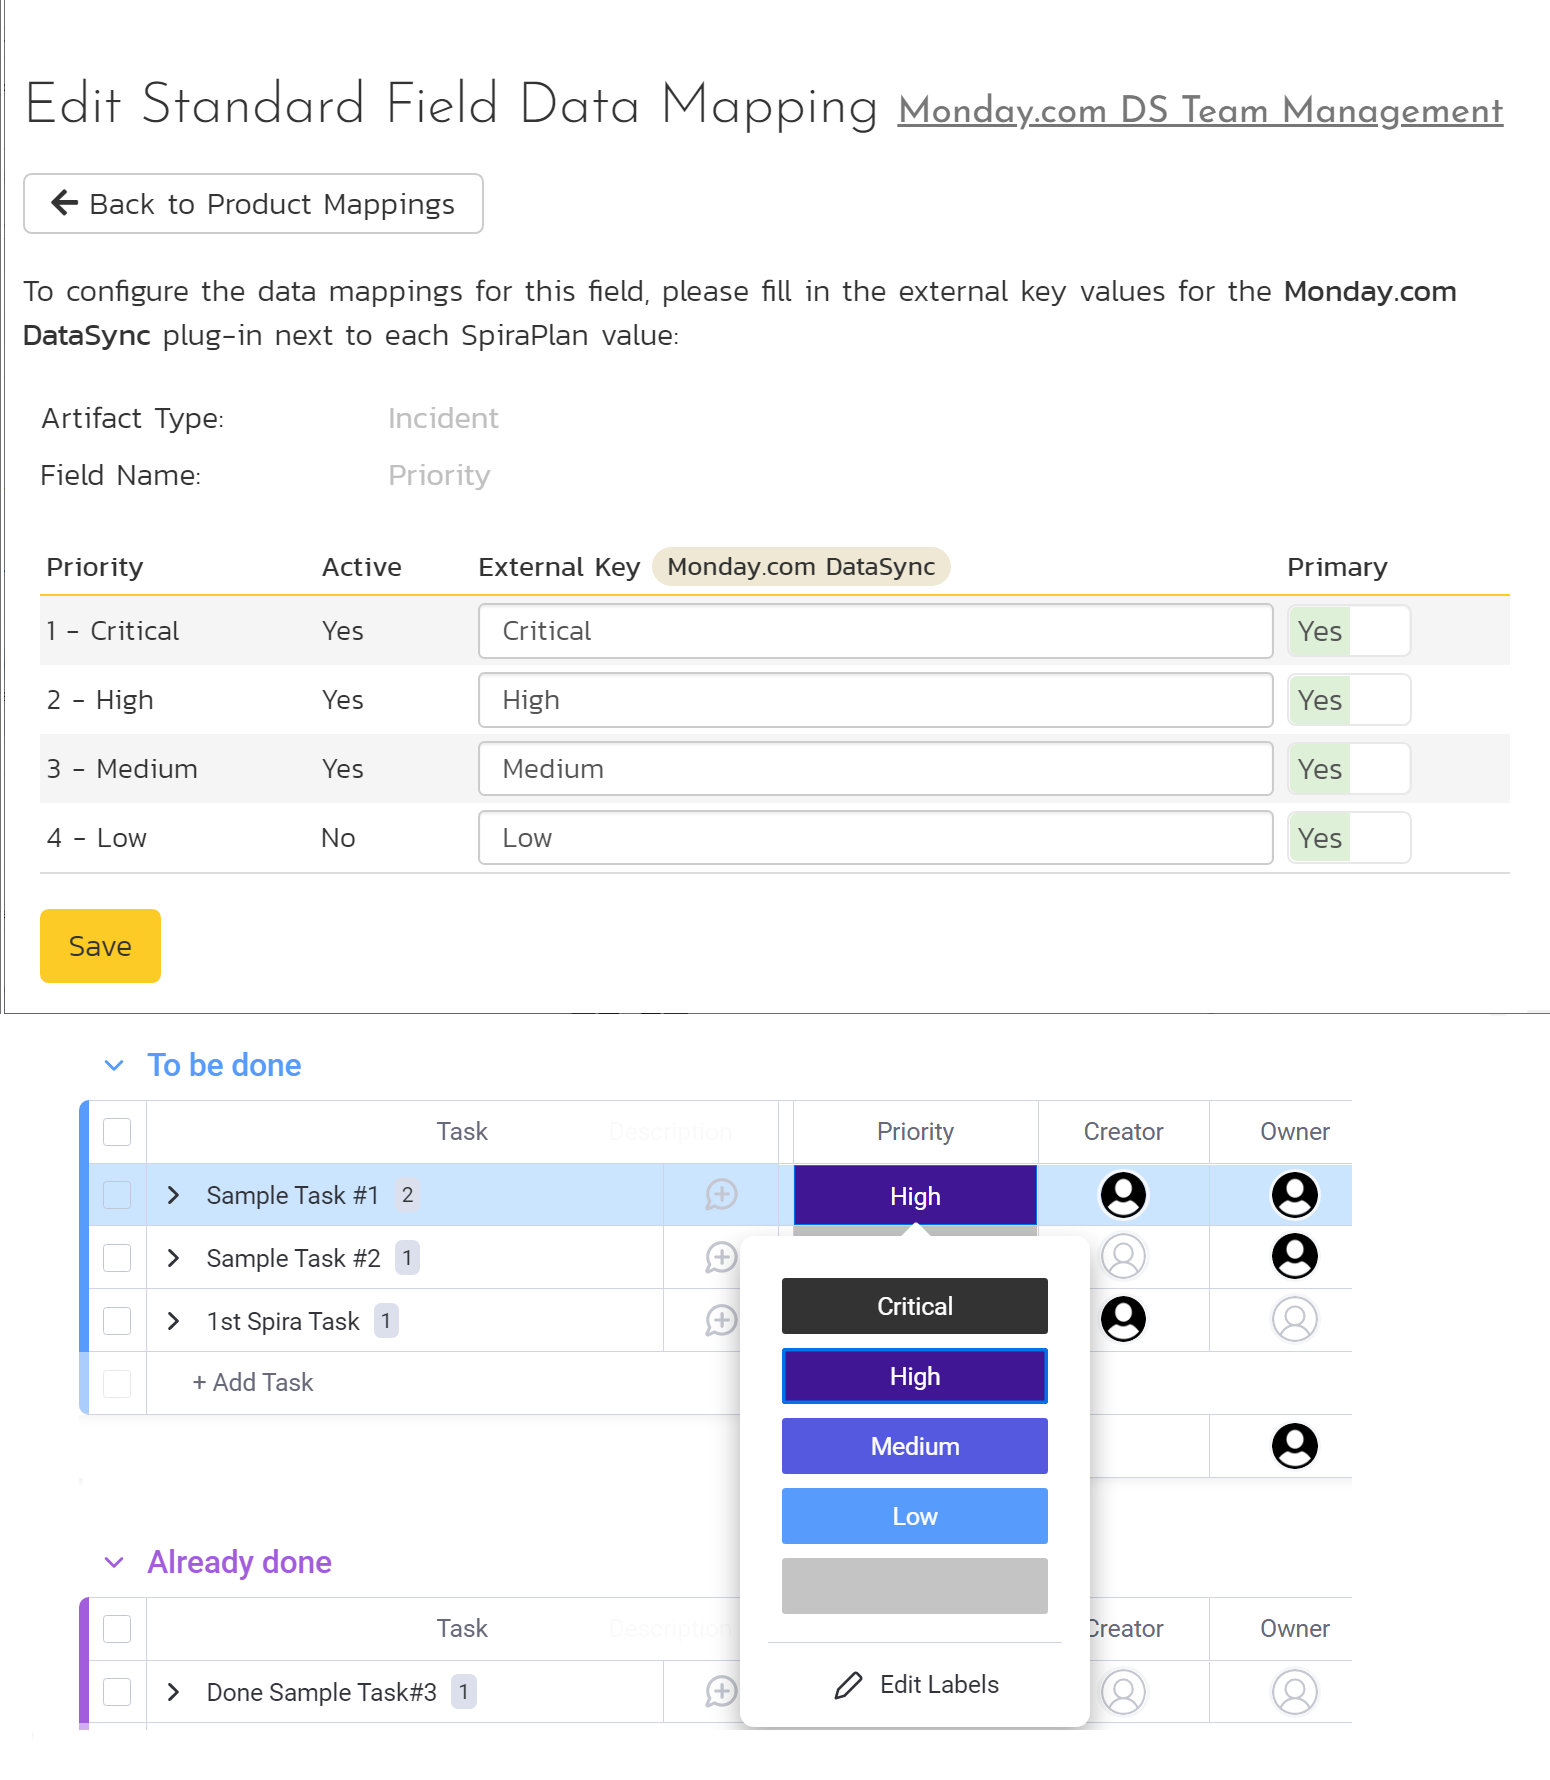 Edit Standard Field Data Mapping Monday.com DS Team Management
Back to Product Mappings
To configure the data mappings for this field, please fill in the external key values for the Monday.com
DataSync plug-in next to each SpiraPlan value:
Artifact Type: Incident
Field Name: Priority
Priority Active External Key Monday.com DataSync Primary
1 - Critical Yes Critical Yes
2 - High Yes High Yes
3 - Medium Yes Medium Yes
4 - Low No Low Yes
Save
To be done
Task Description Priority Creator Owner
Sample Task #1 2 High
Sample Task #2 1
Critical
1st Spira Task 1
High
+ Add Task
Medium
Low
Already done
Task Description Creator Owner
Edit Labels
Done Sample Task#3 1